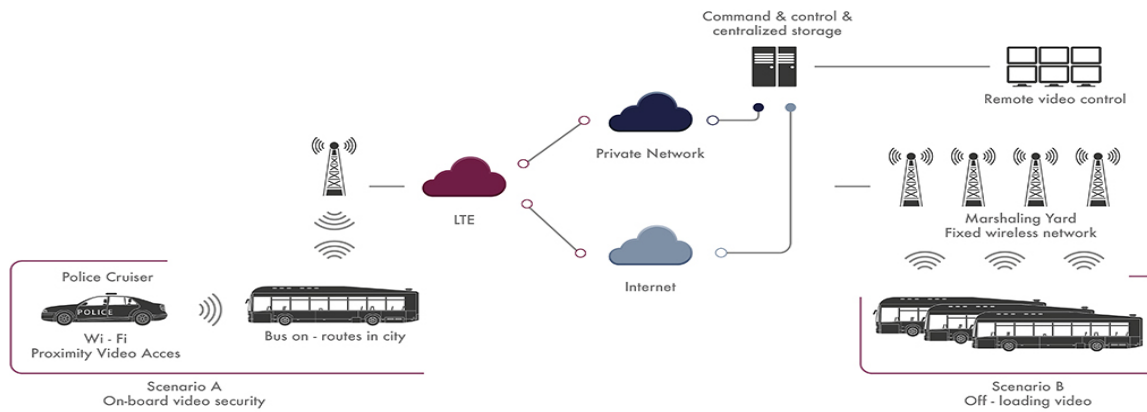 Command & control &
centralized storage
Remote video control
Private Network
LTE
Internet
Marshaling Yard
Fixed wireless network
Police Cruiser
POLICE
Wi - Fi
Proximity Video Acces
Bus on - routes in city
Scenario A
On-board video security
Scenario B
Off - loading video